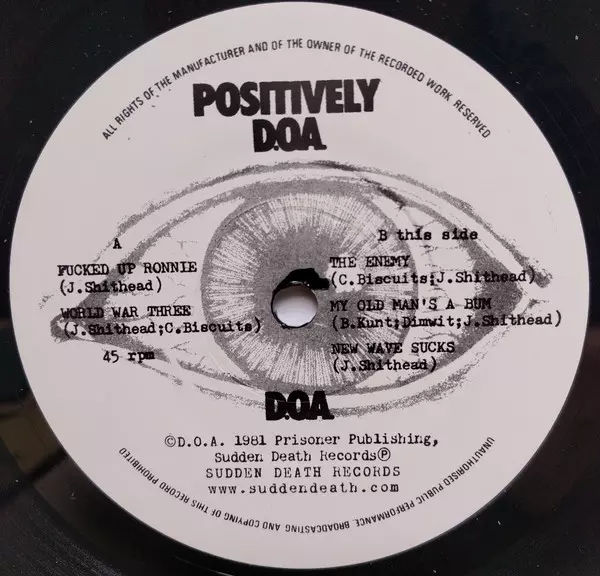 ALL RIGHTS OF THE MANUFACTURER AND OF THE OWNER OF THE RECORDED WORK RESERVED
POSITIVELY
D.O.A.
A
FUCKED UP RONNIE
(J.Shithead)
WORLD WAR THREE
(J.Shithead;C.Biscuits)
45 rpm
B this side
THE ENEMY
(C.Biscuits;J.Shithead)
MY OLD MAN'S A BUM
(B.Kunt;Dimwit;J.Shithead)
NEW WAVE SUCKS
(J.Shithead)
D.O.A.
©D.O.A. 1981 Prisoner Publishing,
Sudden Death Records℗
SUDDEN DEATH RECORDS
www.suddendeath.com
UNAUTHORISED PUBLIC PERFORMANCE, BROADCASTING AND COPYING OF THIS RECORD PROHIBITED